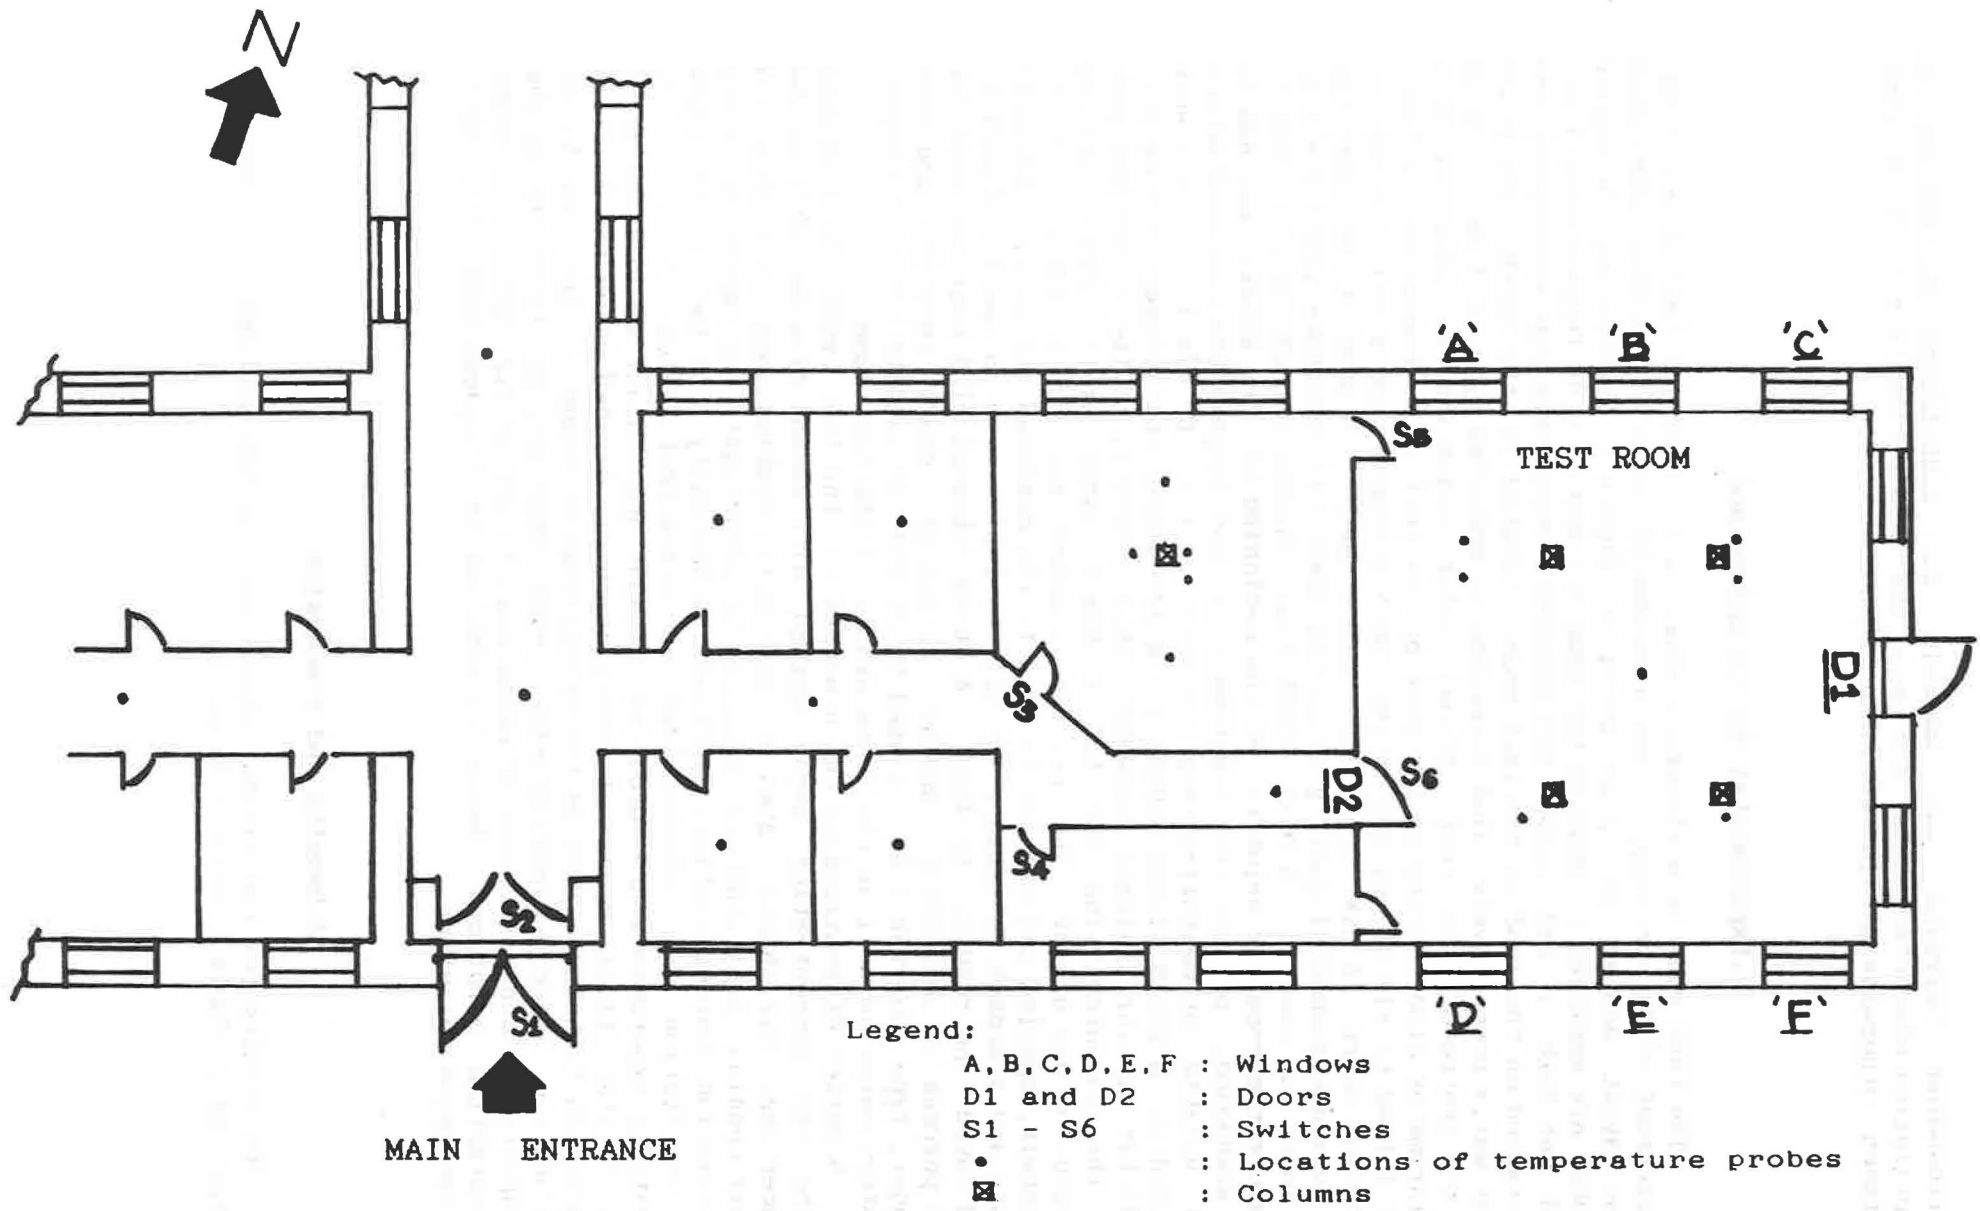 N
'A' 'B' 'C'
S5
TEST ROOM
D1
S3
D2 S6
S4
S2
S1
'D' 'E' 'F'
Legend:
A,B,C,D,E,F : Windows
D1 and D2 : Doors
S1 - S6 : Switches
• : Locations of temperature probes
⊠ : Columns
MAIN ENTRANCE